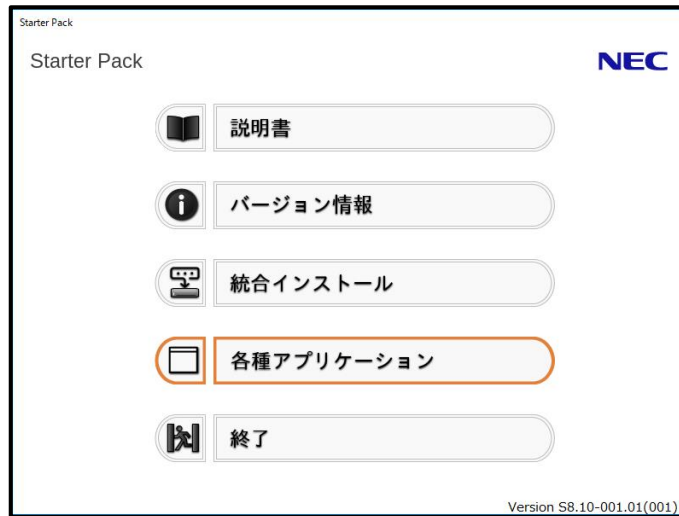 Starter Pack
Starter Pack
NEC
説明書
バージョン情報
統合インストール
各種アプリケーション
終了
Version S8.10-001.01(001)